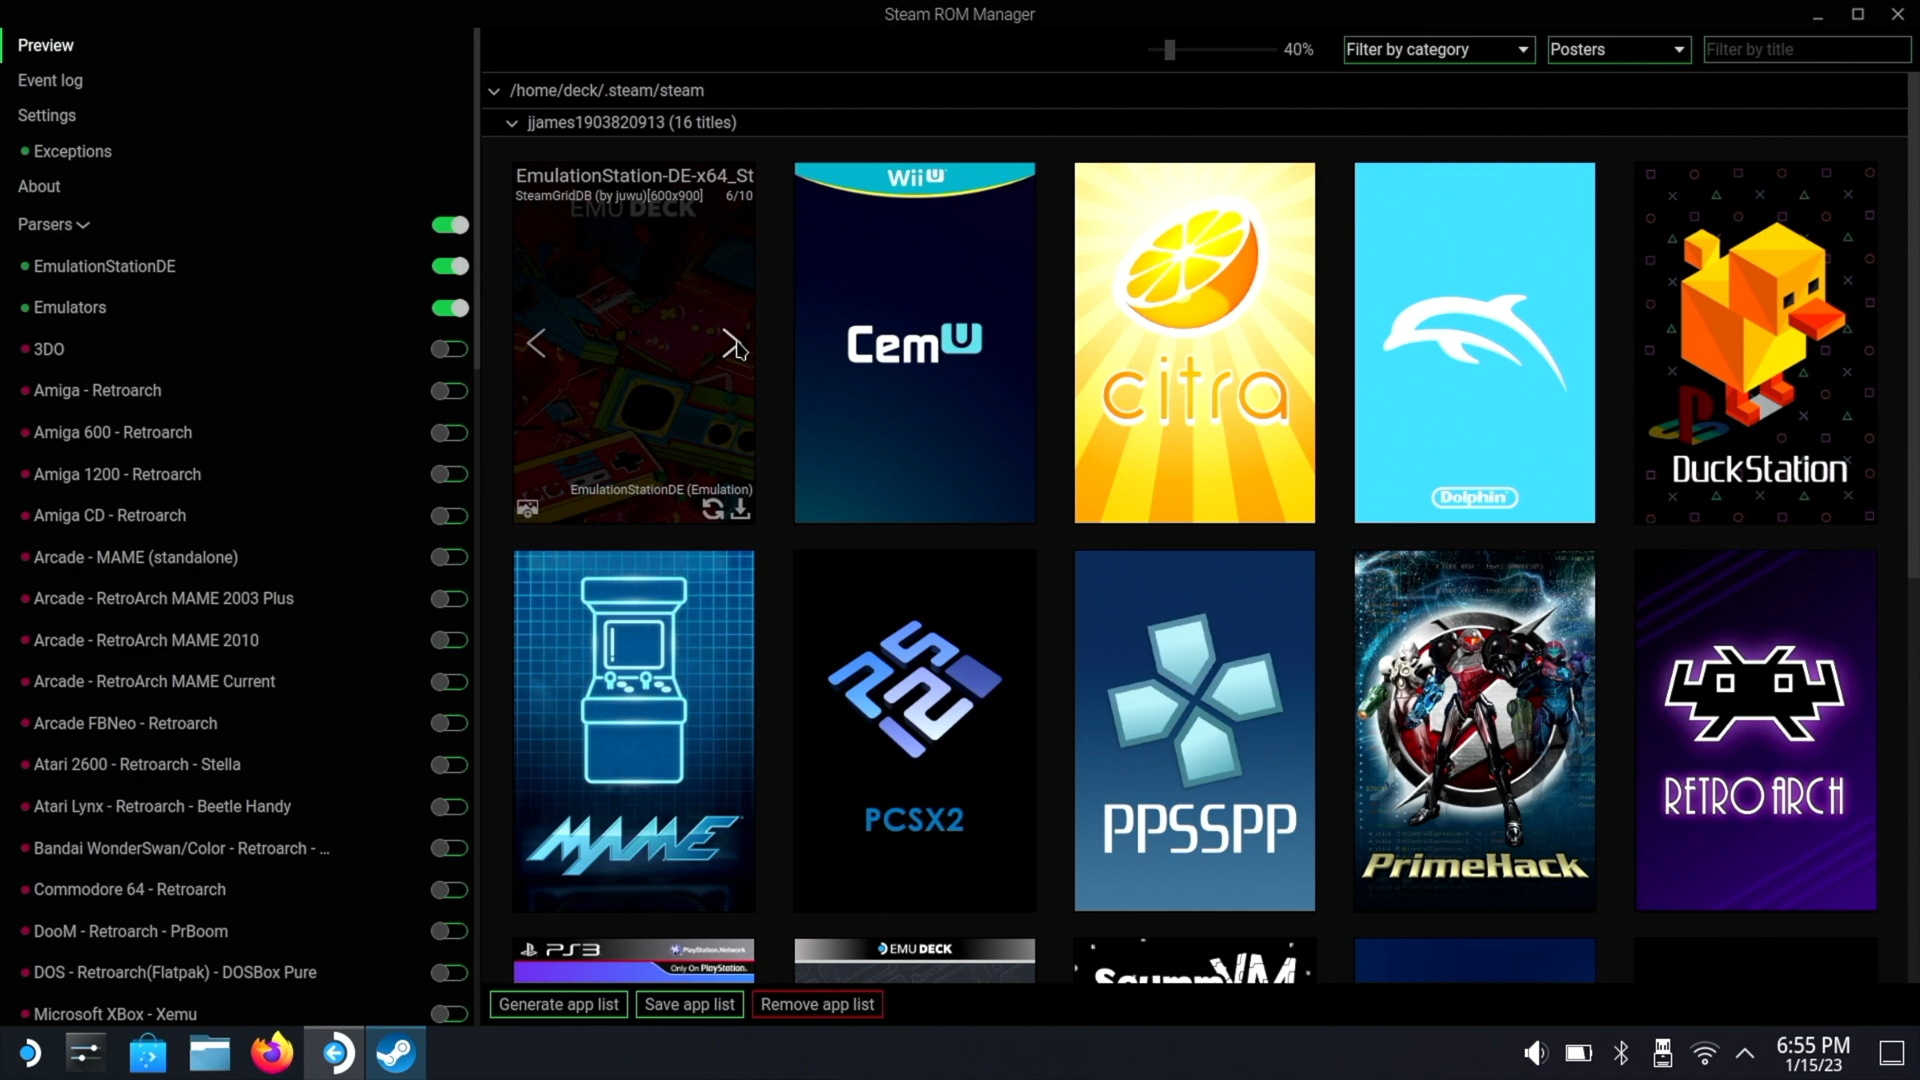 Steam ROM Manager
Preview
Event log
Settings
Exceptions
About
Parsers
EmulationStationDE
Emulators
3DO
Amiga - Retroarch
Amiga 600 - Retroarch
Amiga 1200 - Retroarch
Amiga CD - Retroarch
Arcade - MAME (standalone)
Arcade - RetroArch MAME 2003 Plus
Arcade - RetroArch MAME 2010
Arcade - RetroArch MAME Current
Arcade FBNeo - Retroarch
Atari 2600 - Retroarch - Stella
Atari Lynx - Retroarch - Beetle Handy
Bandai WonderSwan/Color - Retroarch - ...
Commodore 64 - Retroarch
DooM - Retroarch - PrBoom
DOS - Retroarch(Flatpak) - DOSBox Pure
Microsoft XBox - Xemu
40%
Filter by category
Posters
Filter by title
/home/deck/.steam/steam
jjames1903820913 (16 titles)
EmulationStation-DE-x64_St
SteamGridDB (by juwu)[600x900] 6/10
EMU DECK
EmulationStationDE (Emulation)
WiiU
CemU
citra
Dolphin
DuckStation
MAME
PCSX2
PPSSPP
PrimeHack
RETROARCH
PS3 PlayStation Network
Only On PlayStation.
EMU DECK
ScummVM
Generate app list
Save app list
Remove app list
6:55 PM
1/15/23